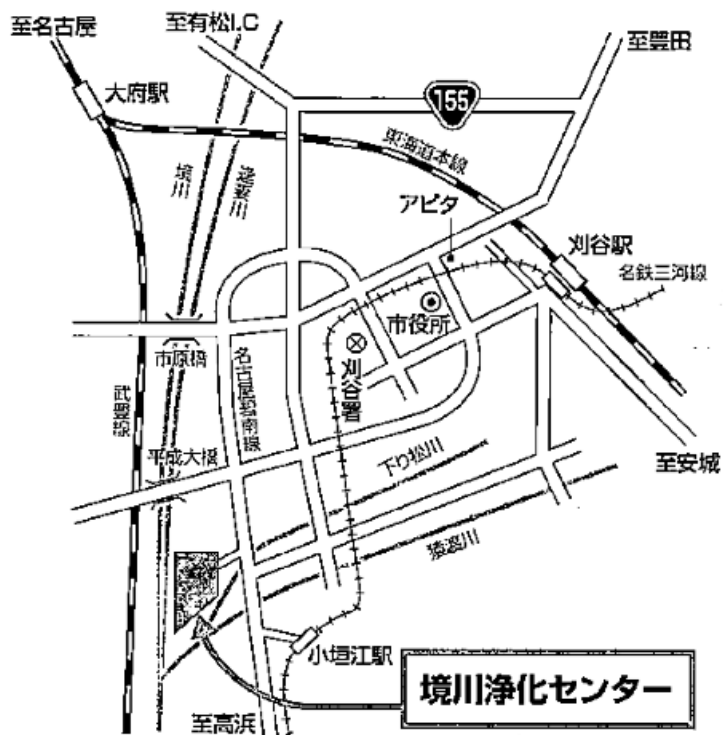 至名古屋
至有松I.C
至豊田
大府駅
155
東海道本線
境川
逢妻川
アピタ
刈谷駅
名鉄三河線
市役所
市原橋
名古屋碧南線
刈谷署
武豊線
平成大橋
下り松川
至安城
猿渡川
小垣江駅
境川浄化センター
至高浜